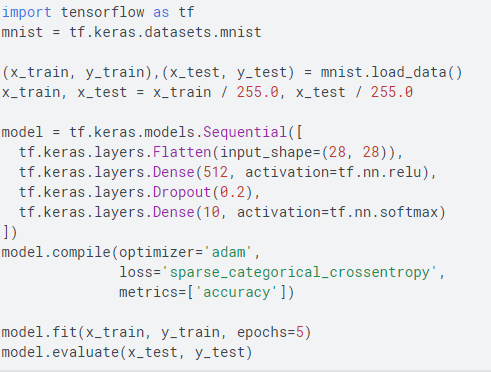 import tensorflow as tf
mnist = tf.keras.datasets.mnist

(x_train, y_train),(x_test, y_test) = mnist.load_data()
x_train, x_test = x_train / 255.0, x_test / 255.0

model = tf.keras.models.Sequential([
  tf.keras.layers.Flatten(input_shape=(28, 28)),
  tf.keras.layers.Dense(512, activation=tf.nn.relu),
  tf.keras.layers.Dropout(0.2),
  tf.keras.layers.Dense(10, activation=tf.nn.softmax)
])
model.compile(optimizer='adam',
              loss='sparse_categorical_crossentropy',
              metrics=['accuracy'])

model.fit(x_train, y_train, epochs=5)
model.evaluate(x_test, y_test)